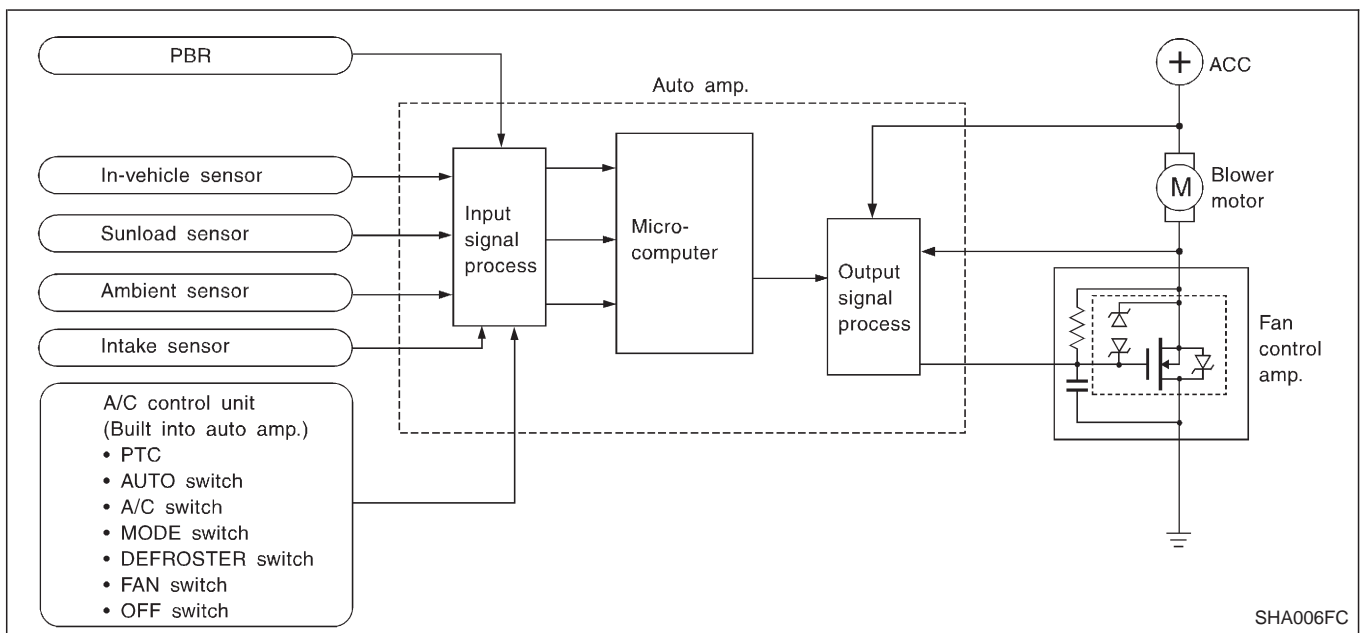 PBR
In-vehicle sensor
Sunload sensor
Ambient sensor
Intake sensor
A/C control unit
(Built into auto amp.)
• PTC
• AUTO switch
• A/C switch
• MODE switch
• DEFROSTER switch
• FAN switch
• OFF switch
Auto amp.
Input
signal
process
Micro-
computer
Output
signal
process
+
ACC
M
Blower
motor
Fan
control
amp.
SHA006FC